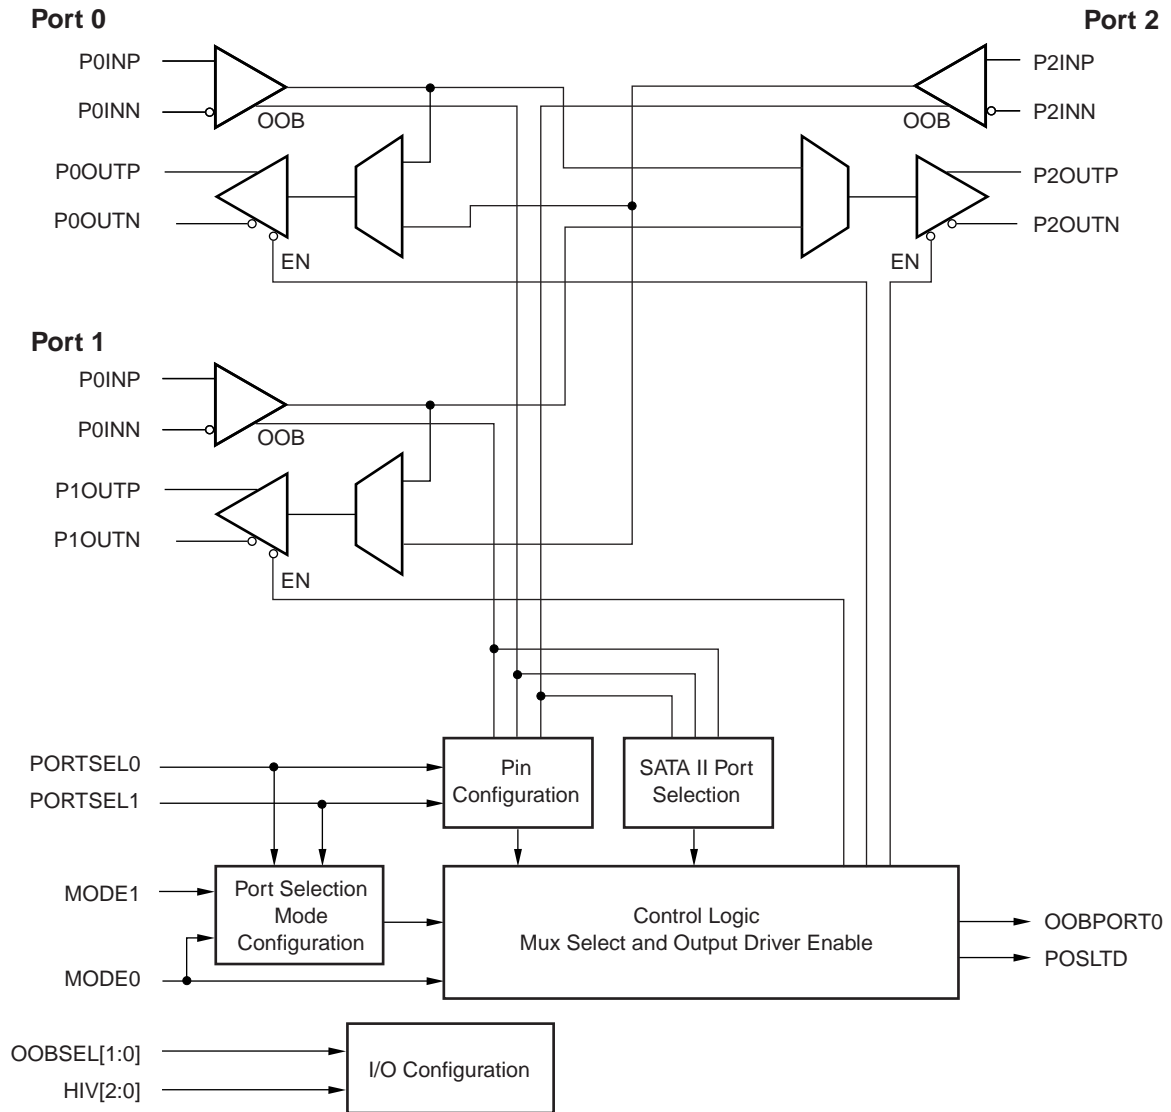 Port 0
Port 2
P0INP
P0INN
OOB
P0OUTP
P0OUTN
EN
P2INP
P2INN
OOB
P2OUTP
P2OUTN
EN
Port 1
P0INP
P0INN
OOB
P1OUTP
P1OUTN
EN
PORTSEL0
PORTSEL1
Pin
Configuration
SATA II Port
Selection
MODE1
MODE0
Port Selection
Mode
Configuration
Control Logic
Mux Select and Output Driver Enable
OOBPORT0
POSLTD
OOBSEL[1:0]
HIV[2:0]
I/O Configuration